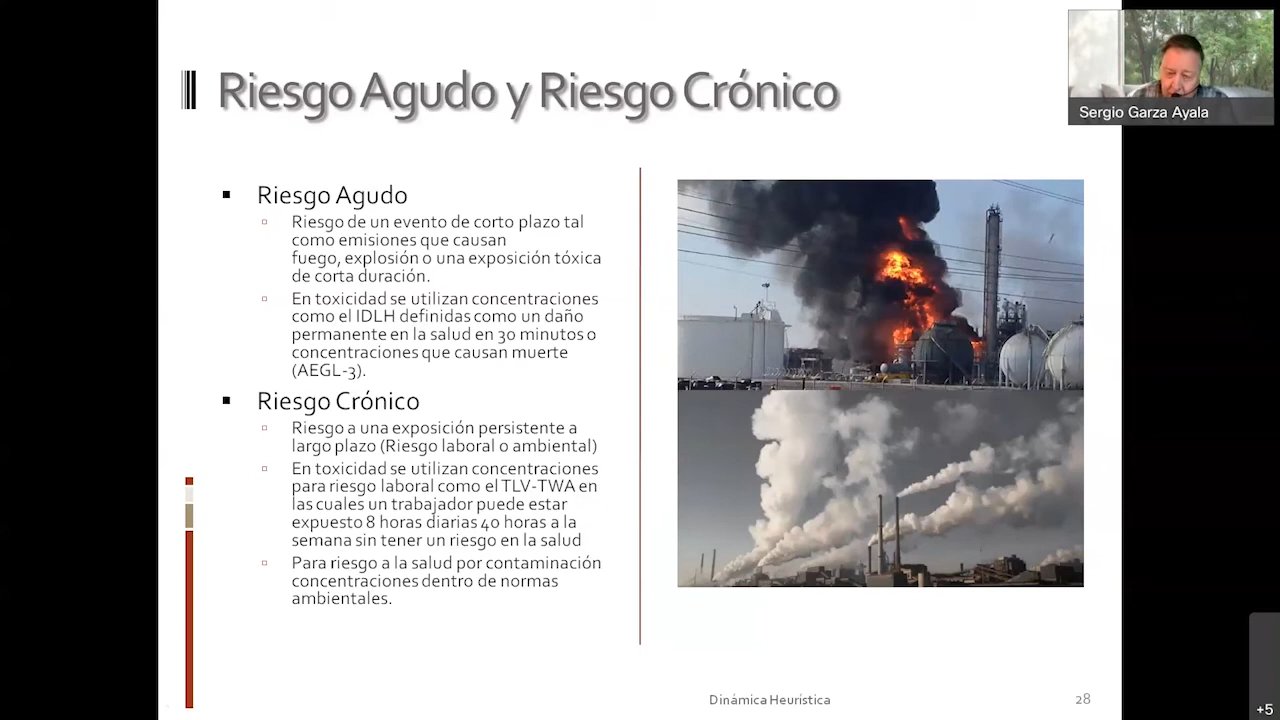 Riesgo Agudo y Riesgo Crónico
Sergio Garza Ayala
Riesgo Agudo
Riesgo de un evento de corto plazo tal
como emisiones que causan
fuego, explosión o una exposición tóxica
de corta duración.
En toxicidad se utilizan concentraciones
como el IDLH definidas como un daño
permanente en la salud en 30 minutos o
concentraciones que causan muerte
(AEGL-3).
Riesgo Crónico
Riesgo a una exposición persistente a
largo plazo (Riesgo laboral o ambiental)
En toxicidad se utilizan concentraciones
para riesgo laboral como el TLV-TWA en
las cuales un trabajador puede estar
expuesto 8 horas diarias 40 horas a la
semana sin tener un riesgo en la salud
Para riesgo a la salud por contaminación
concentraciones dentro de normas
ambientales.
Dinámica Heurística
28
+5